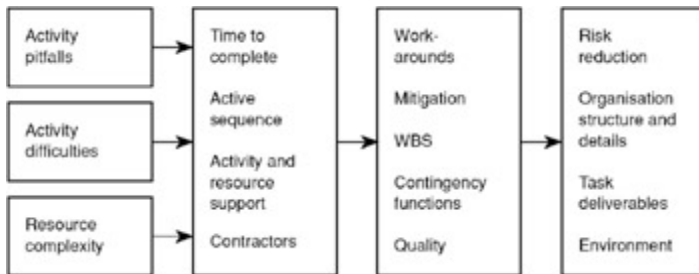 Activity
pitfalls
Activity
difficulties
Resource
complexity
Time to
complete
Active
sequence
Activity and
resource
support
Contractors
Work-
arounds
Mitigation
WBS
Contingency
functions
Quality
Risk
reduction
Organisation
structure and
details
Task
deliverables
Environment